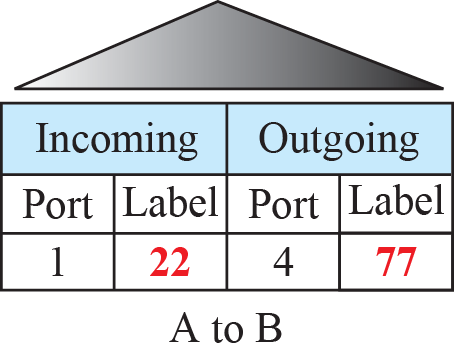 Incoming Outgoing
Port Label Port Label
1 22 4 77
A to B